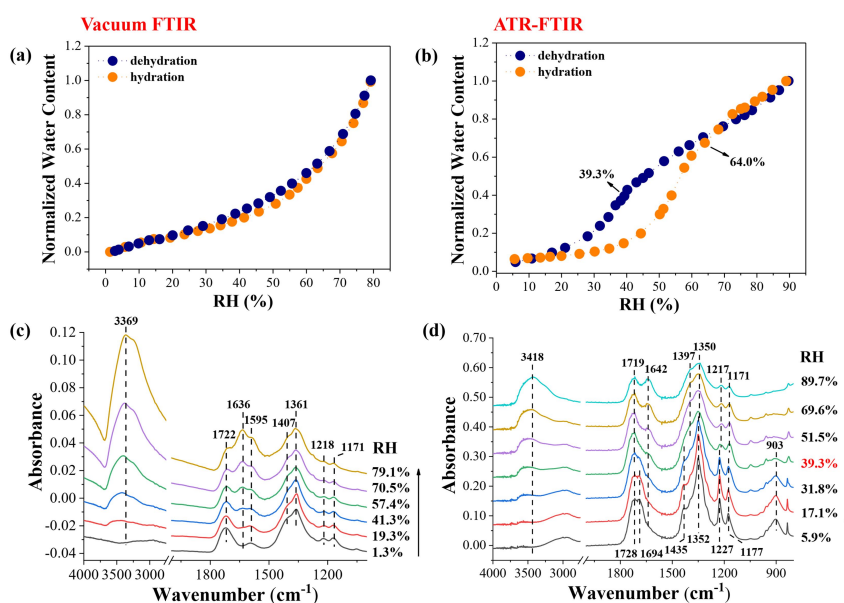 Vacuum FTIR
ATR-FTIR
(a)
dehydration
hydration
Normalized Water Content
1.0
0.8
0.6
0.4
0.2
0.0
0 10 20 30 40 50 60 70 80 90
RH (%)
(b)
dehydration
hydration
39.3%
64.0%
Normalized Water Content
1.0
0.8
0.6
0.4
0.2
0.0
0 10 20 30 40 50 60 70 80 90
RH (%)
(c)
3369
1722
1636
1595
1407
1361
1218
1171
RH
79.1%
70.5%
57.4%
41.3%
19.3%
1.3%
Absorbance
0.12
0.10
0.08
0.06
0.04
0.02
0.00
-0.02
-0.04
4000 3000 1800 1500 1200
Wavenumber (cm⁻¹)
(d)
3418
1719
1642
1397
1350
1217
1171
903
RH
89.7%
69.6%
51.5%
39.3%
31.8%
17.1%
5.9%
1728
1694
1435
1352
1227
1177
Absorbance
0.70
0.60
0.50
0.40
0.30
0.20
0.10
0.00
4000 3000 1800 1500 1200 900
Wavenumber (cm⁻¹)